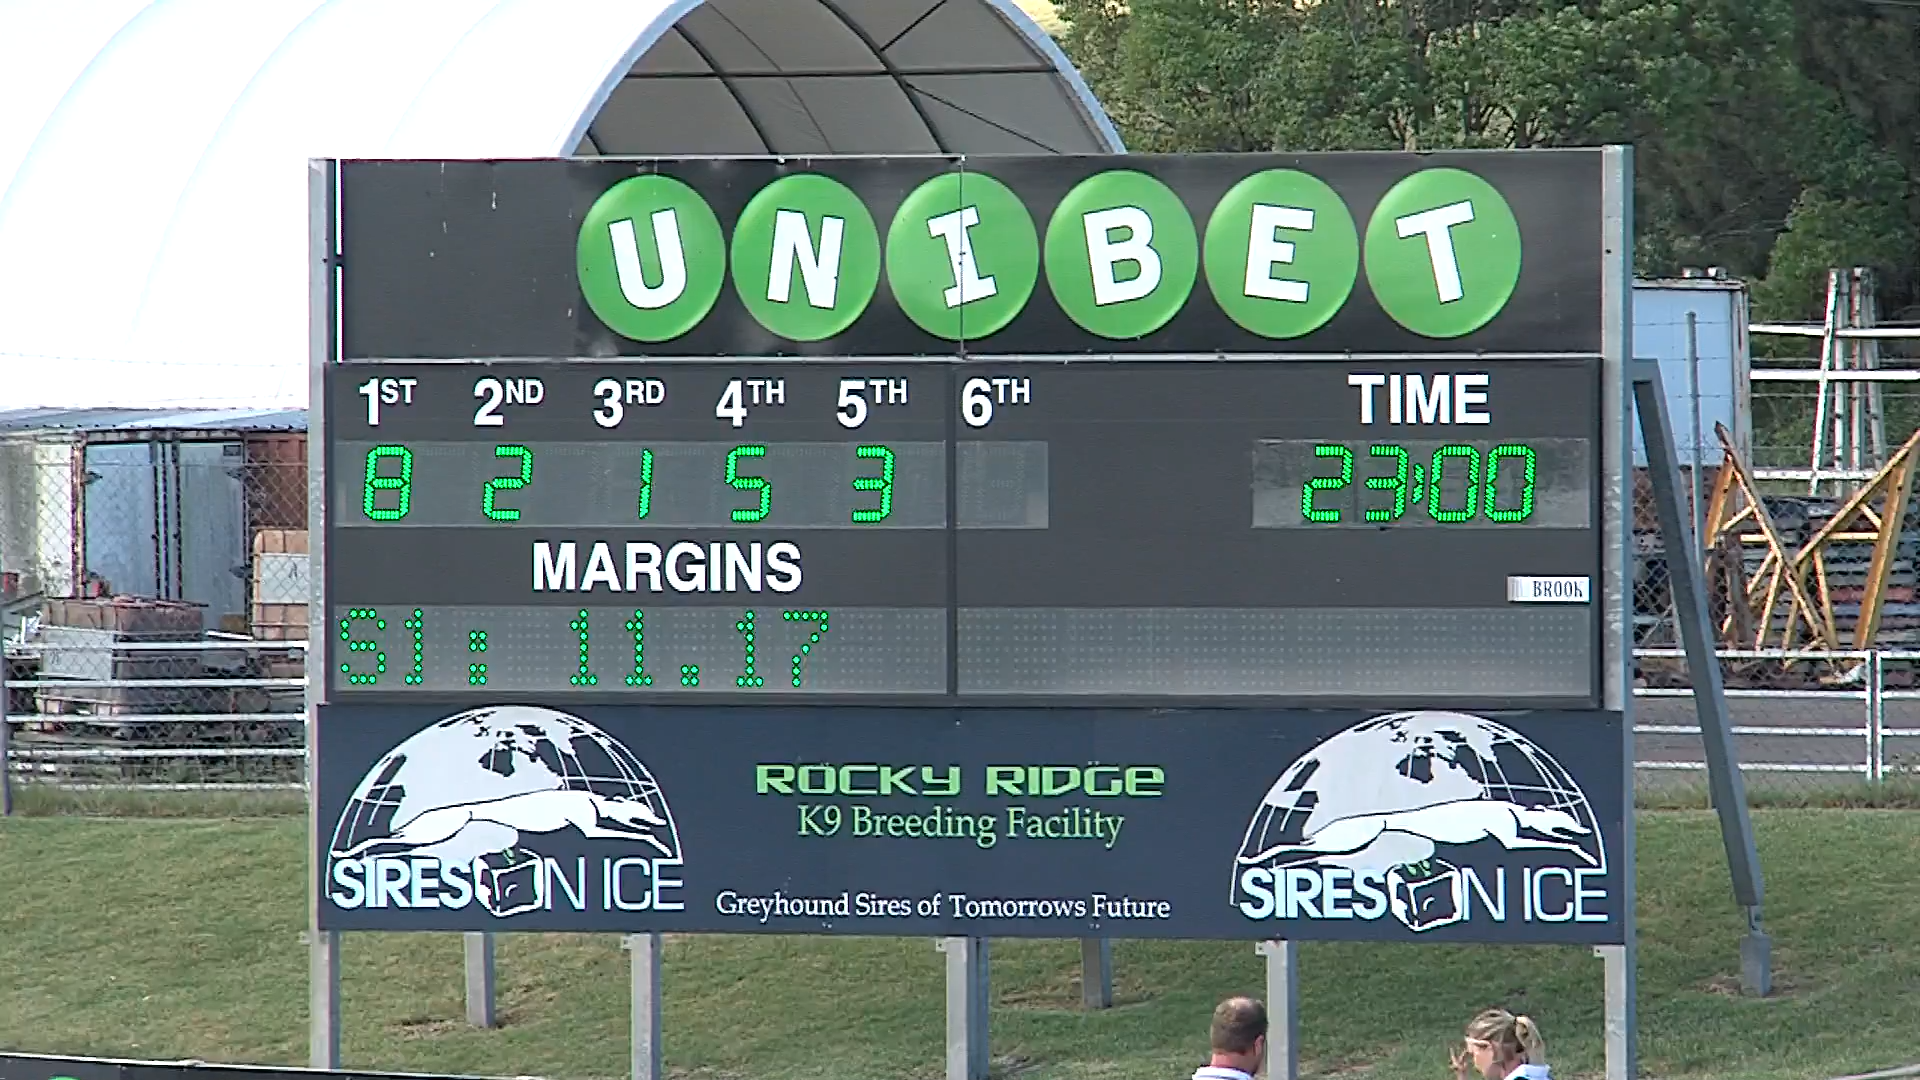 UNIBET
1ST 2ND 3RD 4TH 5TH 6TH TIME
8 2 1 5 3 23:00
MARGINS
BROOK
S1: 11.17
ROCKY RIDGE
K9 Breeding Facility
SIRES ON ICE
Greyhound Sires of Tomorrows Future
SIRES ON ICE